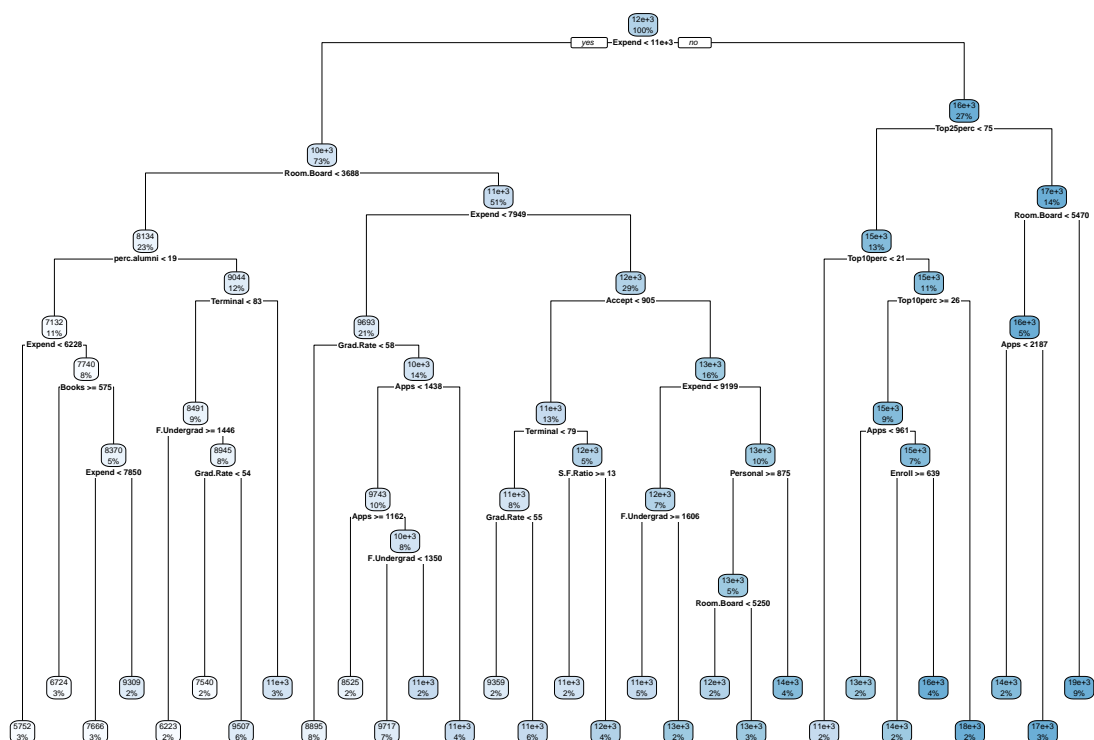 12e+3
100%
yes Expend < 11e+3 no
16e+3
27%
Top25perc < 75
10e+3
73%
Room.Board < 3688
11e+3
51%
Expend < 7949
17e+3
14%
Room.Board < 5470
8134
23%
perc.alumni < 19
15e+3
13%
Top10perc < 21
9044
12%
Terminal < 83
12e+3
29%
Accept < 905
15e+3
11%
Top10perc >= 26
7132
11%
Expend < 6228
9693
21%
Grad.Rate < 58
16e+3
5%
Apps < 2187
7740
8%
Books >= 575
10e+3
14%
Apps < 1438
13e+3
16%
Expend < 9199
8491
9%
F.Undergrad >= 1446
11e+3
13%
Terminal < 79
15e+3
9%
Apps < 961
8370
5%
Expend < 7850
8945
8%
Grad.Rate < 54
12e+3
5%
S.F.Ratio >= 13
13e+3
10%
Personal >= 875
15e+3
7%
Enroll >= 639
9743
10%
Apps >= 1162
11e+3
8%
Grad.Rate < 55
12e+3
7%
F.Undergrad >= 1606
10e+3
8%
F.Undergrad < 1350
13e+3
5%
Room.Board < 5250
6724 9309 7540 11e+3 8525 11e+3 9359 11e+3 11e+3 12e+3 14e+3 13e+3 16e+3 14e+3 19e+3
3% 2% 2% 3% 2% 2% 2% 2% 5% 2% 4% 2% 4% 2% 9%
5752 7666 6223 9507 8895 9717 11e+3 11e+3 12e+3 13e+3 13e+3 11e+3 14e+3 18e+3 17e+3
3% 3% 2% 6% 8% 7% 4% 6% 4% 2% 3% 2% 2% 2% 3%